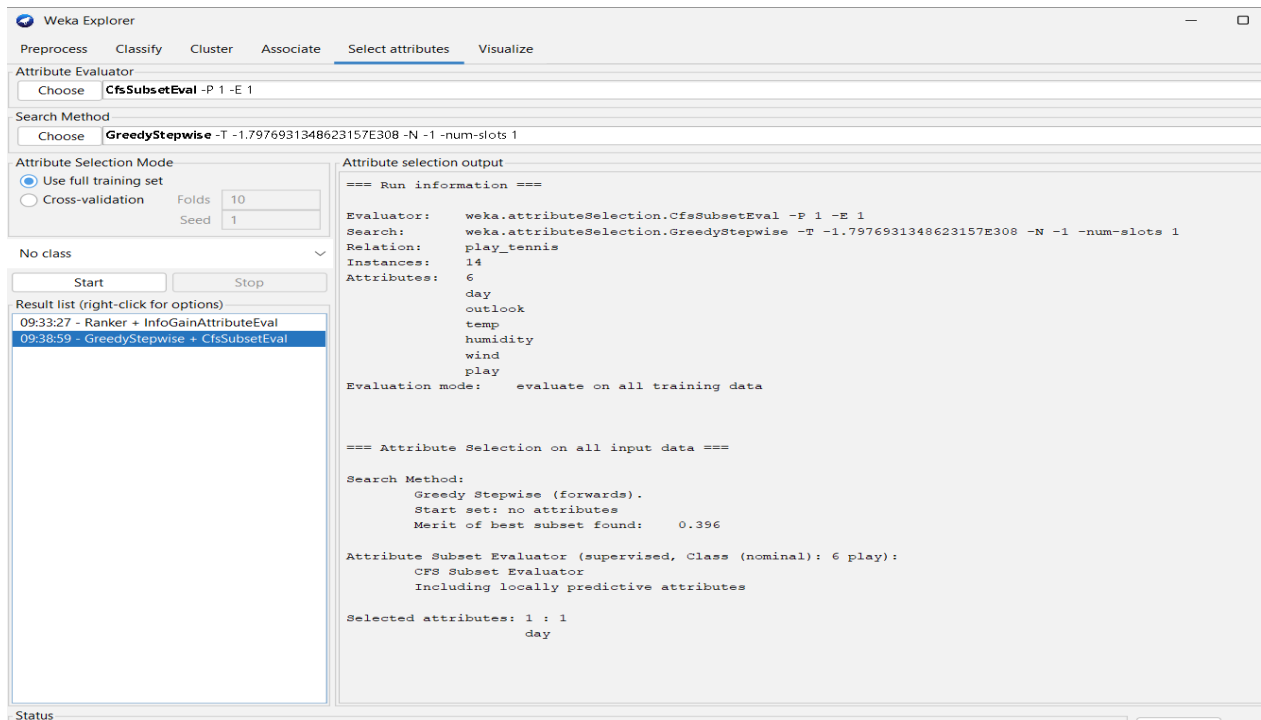 Weka Explorer
Preprocess Classify Cluster Associate Select attributes Visualize
Attribute Evaluator
Choose CfsSubsetEval -P 1 -E 1
Search Method
Choose GreedyStepwise -T -1.7976931348623157E308 -N -1 -num-slots 1
Attribute Selection Mode
Use full training set
Cross-validation Folds 10
Seed 1
No class
Start Stop
Result list (right-click for options)
09:33:27 - Ranker + InfoGainAttributeEval
09:38:59 - GreedyStepwise + CfsSubsetEval
Attribute selection output
=== Run information ===
Evaluator: weka.attributeSelection.CfsSubsetEval -P 1 -E 1
Search: weka.attributeSelection.GreedyStepwise -T -1.7976931348623157E308 -N -1 -num-slots 1
Relation: play_tennis
Instances: 14
Attributes: 6
day
outlook
temp
humidity
wind
play
Evaluation mode: evaluate on all training data
=== Attribute Selection on all input data ===
Search Method:
Greedy Stepwise (forwards).
Start set: no attributes
Merit of best subset found: 0.396
Attribute Subset Evaluator (supervised, Class (nominal): 6 play):
CFS Subset Evaluator
Including locally predictive attributes
Selected attributes: 1 : 1
day
Status